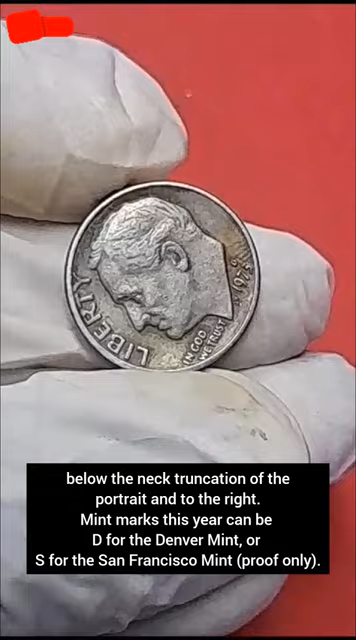 LIBERTY
IN GOD
WE TRUST
1973
below the neck truncation of the
portrait and to the right.
Mint marks this year can be
D for the Denver Mint, or
S for the San Francisco Mint (proof only).